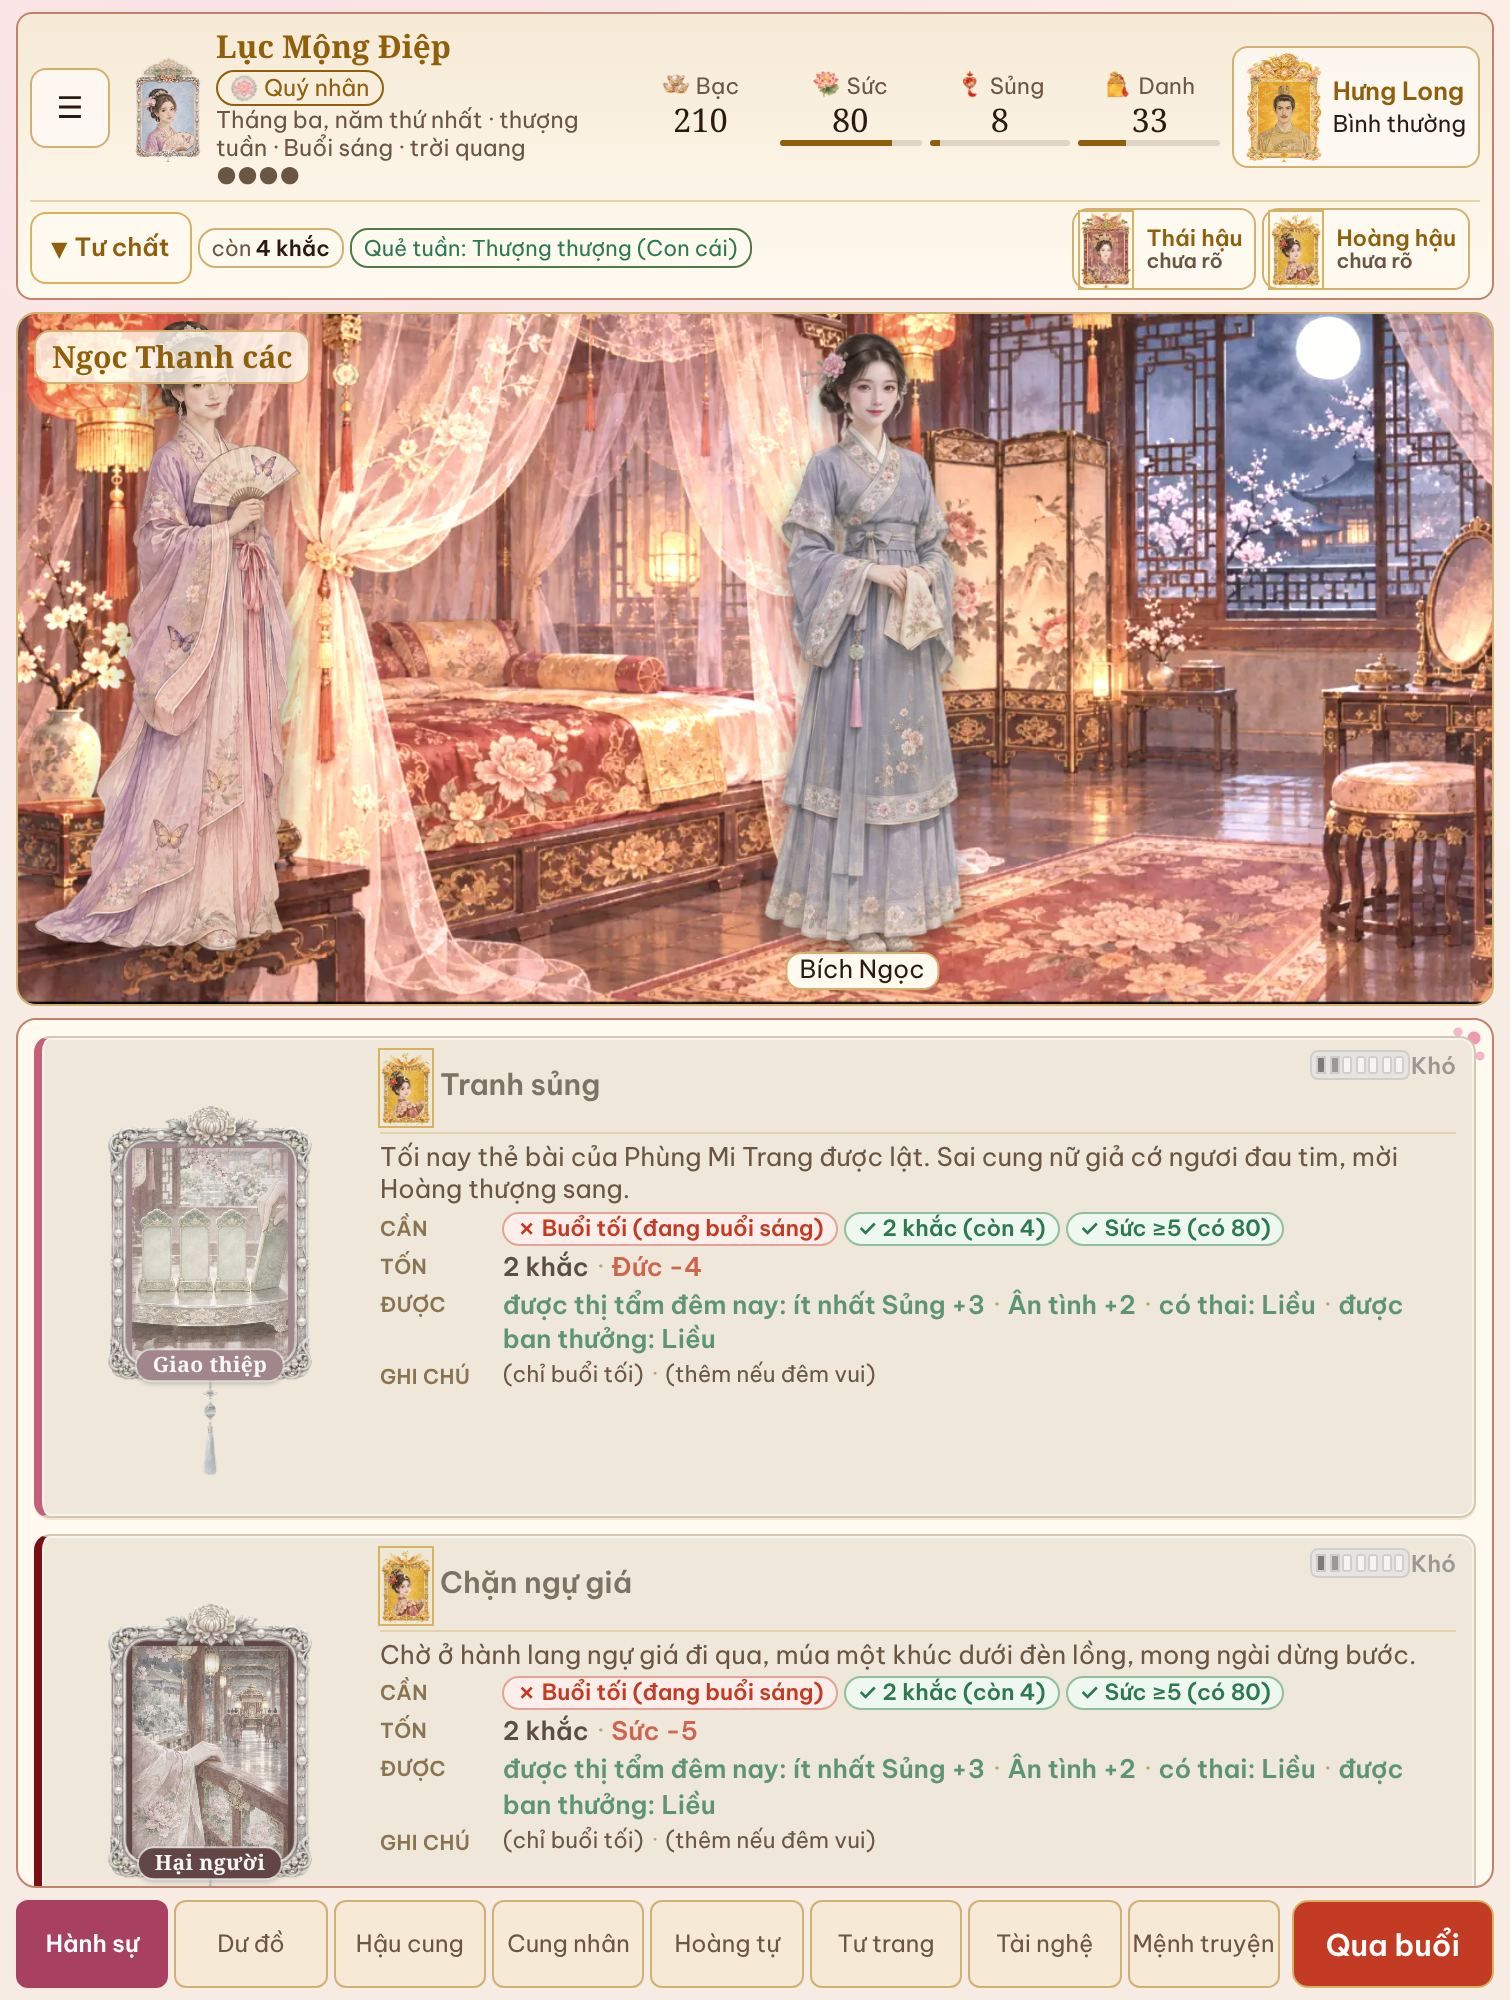 ☰
Lục Mộng Điệp
Quý nhân
Tháng ba, năm thứ nhất · thượng
tuần · Buổi sáng · trời quang
Bạc
210
Sức
80
Sủng
8
Danh
33
Hưng Long
Bình thường
▼ Tư chất
còn 4 khắc
Quẻ tuần: Thượng thượng (Con cái)
Thái hậu
chưa rõ
Hoàng hậu
chưa rõ
Ngọc Thanh các
Bích Ngọc
Tranh sủng
Khó
Tối nay thẻ bài của Phùng Mi Trang được lật. Sai cung nữ giả cớ ngươi đau tim, mời
Hoàng thượng sang.
CẦN
× Buổi tối (đang buổi sáng)
✓ 2 khắc (còn 4)
✓ Sức ≥5 (có 80)
TỐN
2 khắc · Đức -4
ĐƯỢC
được thị tẩm đêm nay: ít nhất Sủng +3 · Ân tình +2 · có thai: Liều · được
ban thưởng: Liều
GHI CHÚ
(chỉ buổi tối) · (thêm nếu đêm vui)
Giao thiệp
Chặn ngự giá
Khó
Chờ ở hành lang ngự giá đi qua, múa một khúc dưới đèn lồng, mong ngài dừng bước.
CẦN
× Buổi tối (đang buổi sáng)
✓ 2 khắc (còn 4)
✓ Sức ≥5 (có 80)
TỐN
2 khắc · Sức -5
ĐƯỢC
được thị tẩm đêm nay: ít nhất Sủng +3 · Ân tình +2 · có thai: Liều · được
ban thưởng: Liều
GHI CHÚ
(chỉ buổi tối) · (thêm nếu đêm vui)
Hại người
Hành sự
Dư đồ
Hậu cung
Cung nhân
Hoàng tự
Tư trang
Tài nghệ
Mệnh truyện
Qua buổi